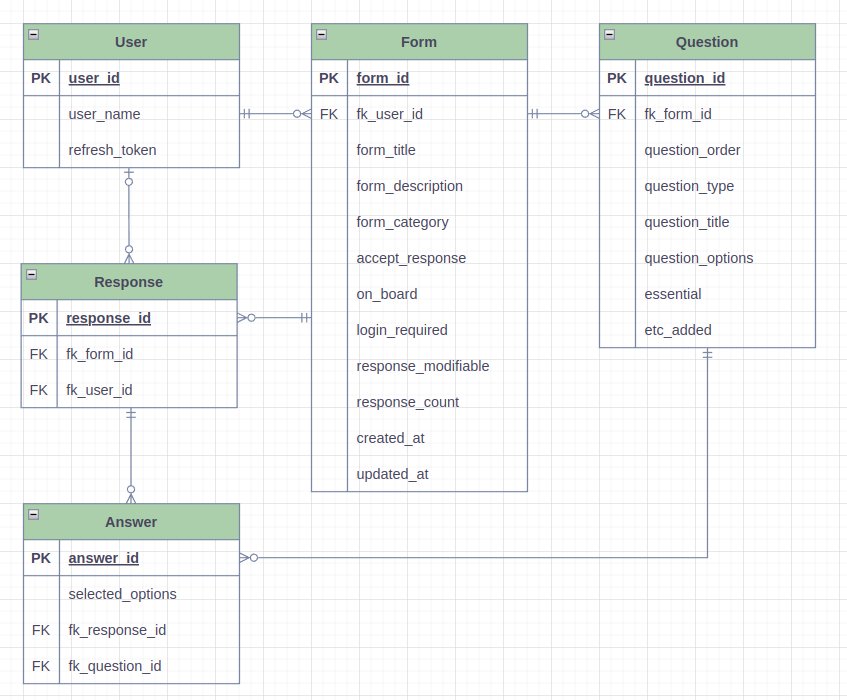 User
PK user_id
user_name
refresh_token
Form
PK form_id
FK fk_user_id
form_title
form_description
form_category
accept_response
on_board
login_required
response_modifiable
response_count
created_at
updated_at
Question
PK question_id
FK fk_form_id
question_order
question_type
question_title
question_options
essential
etc_added
Response
PK response_id
FK fk_form_id
FK fk_user_id
Answer
PK answer_id
selected_options
FK fk_response_id
FK fk_question_id